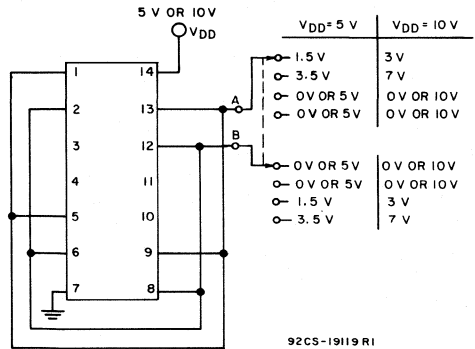 5 V OR 10 V
VDD
VDD = 5 V VDD = 10 V
1.5 V 3 V
3.5 V 7 V
0 V OR 5 V 0 V OR 10 V
0 V OR 5 V 0 V OR 10 V
A
B
0 V OR 5 V 0 V OR 10 V
0 V OR 5 V 0 V OR 10 V
1.5 V 3 V
3.5 V 7 V
1 14
2 13
3 12
4 11
5 10
6 9
7 8
92CS-19119 R1